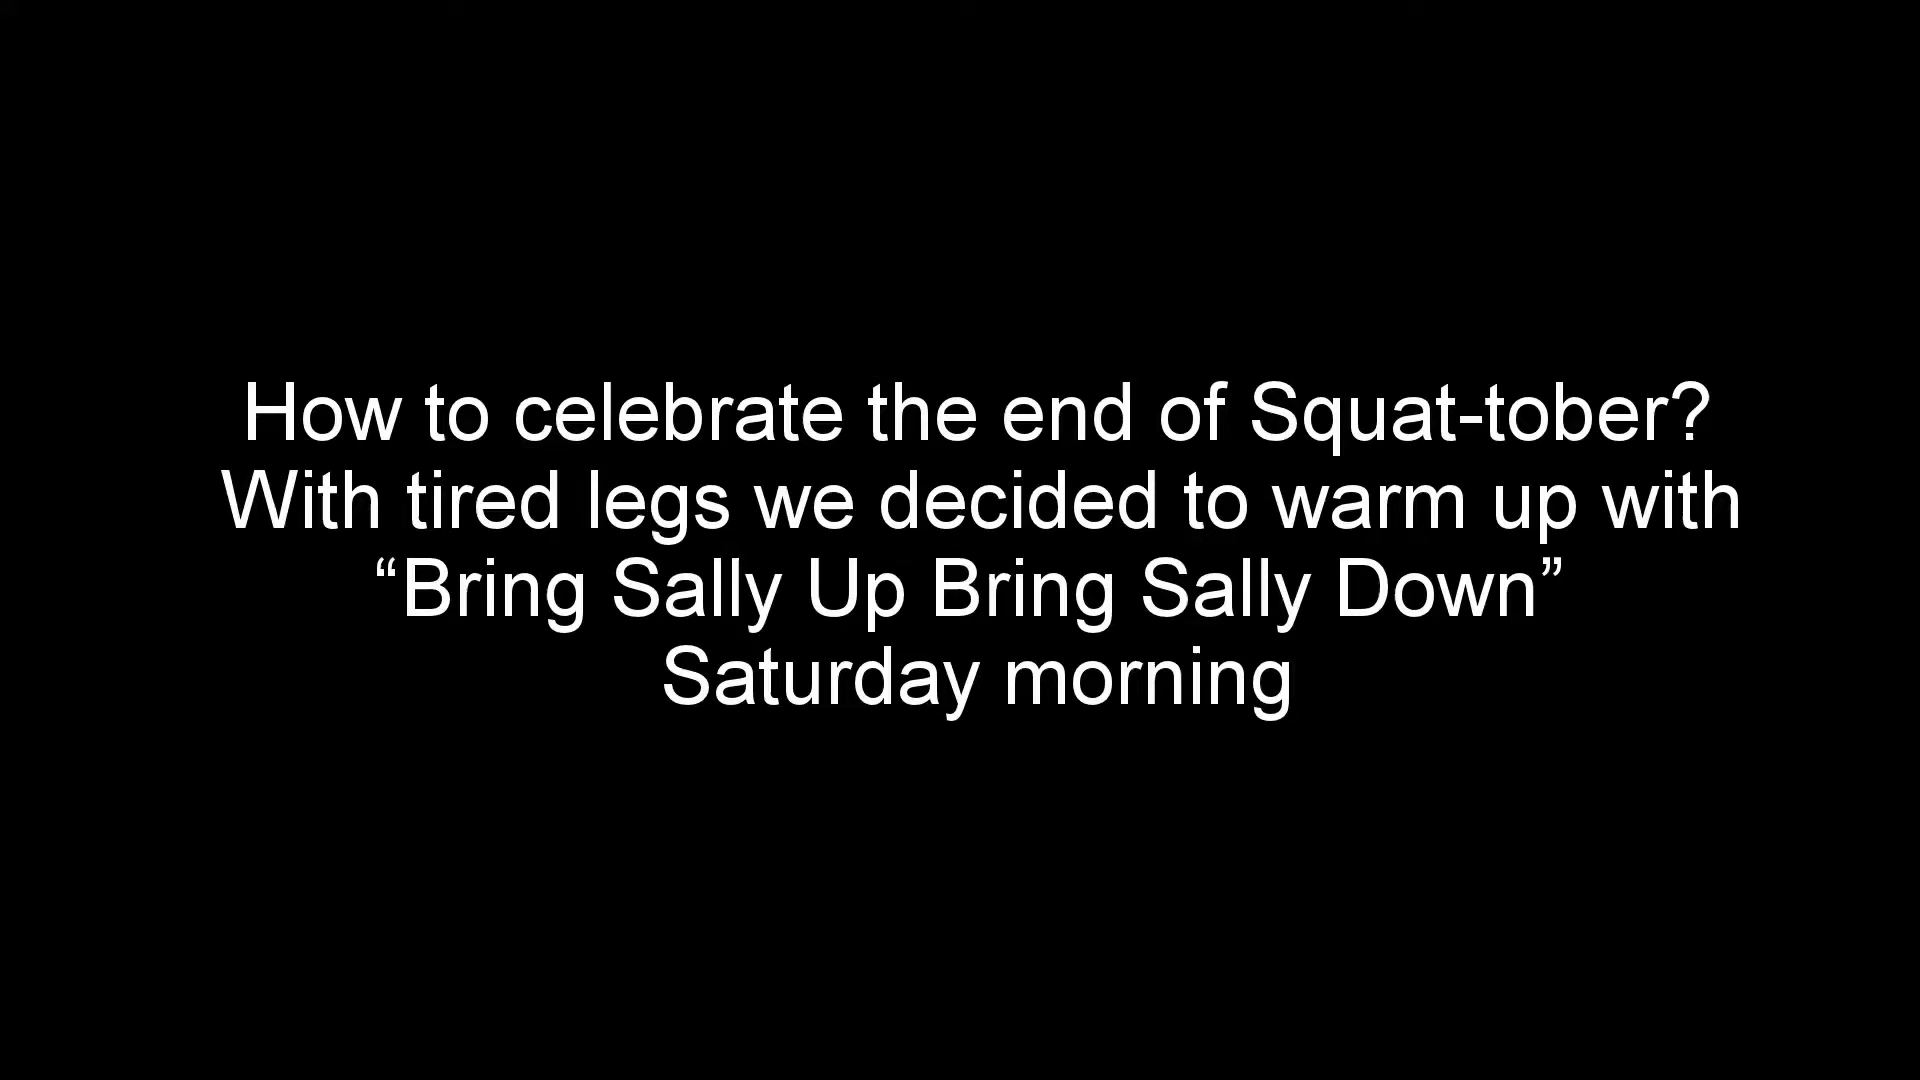 How to celebrate the end of Squat-tober?
With tired legs we decided to warm up with
“Bring Sally Up Bring Sally Down”
Saturday morning